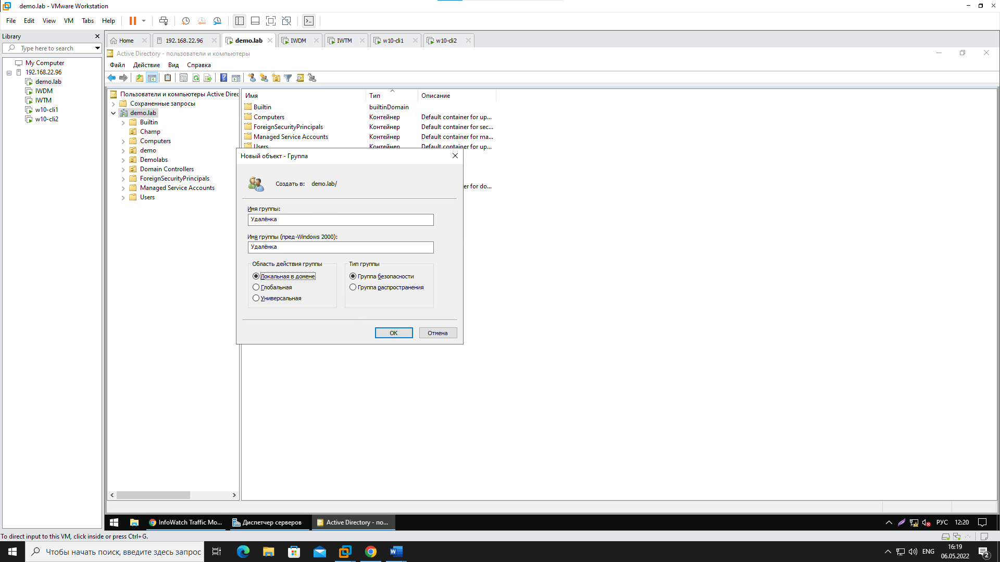 demo.lab - VMware Workstation
File Edit View VM Tabs Help
Library
Type here to search
My Computer
192.168.22.96
demo.lab
IWDM
IWTM
w10-cli1
w10-cli2
Home 192.168.22.96 demo.lab IWDM IWTM w10-cli1 w10-cli2
Active Directory - пользователи и компьютеры
Файл Действие Вид Справка
Пользователи и компьютеры Active Direc
Сохраненные запросы
demo.lab
Builtin
Champ
Computers
demo
Demolabs
Domain Controllers
ForeignSecurityPrincipals
Managed Service Accounts
Users
Имя Тип Описание
Builtin builtinDomain
Computers Контейнер Default container for up...
ForeignSecurityPrincipals Контейнер Default container for sec...
Managed Service Accounts Контейнер Default container for ma...
Users Контейнер Default container for up...
er for do...
Новый объект - Группа
Создать в: demo.lab/
Имя группы:
Удалёнка
Имя группы (пред-Windows 2000):
Удалёнка
Область действия группы
Локальная в домене
Глобальная
Универсальная
Тип группы
Группа безопасности
Группа распространения
ОК Отмена
InfoWatch Traffic Mo... Диспетчер серверов Active Directory - по... РУС 12:20
To direct input to this VM, click inside or press Ctrl+G.
Чтобы начать поиск, введите здесь запрос
ENG
16:19
06.05.2022
2